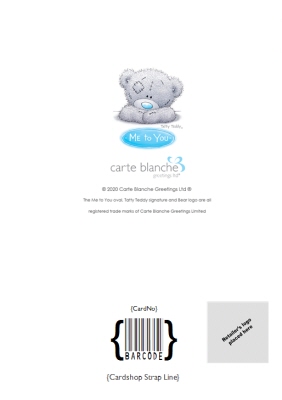 Tatty Teddy
ME to YOU
carte blanche
greetings ltd
© 2020 Carte Blanche Greetings Ltd ®
The Me to You oval, Tatty Teddy signature and Bear logo are all
registered trade marks of Carte Blanche Greetings Limited
{CardNo}
{BARCODE}
Retailer's logo
placed here
{Cardshop Strap Line}